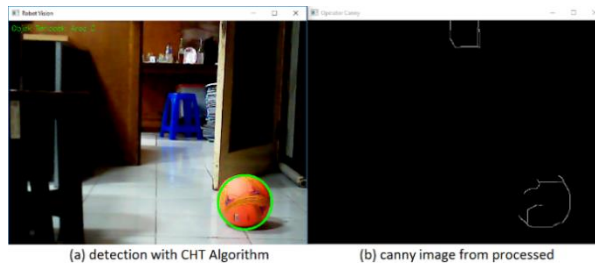 Robot Vision
Operator Canny
(a) detection with CHT Algorithm
(b) canny image from processed